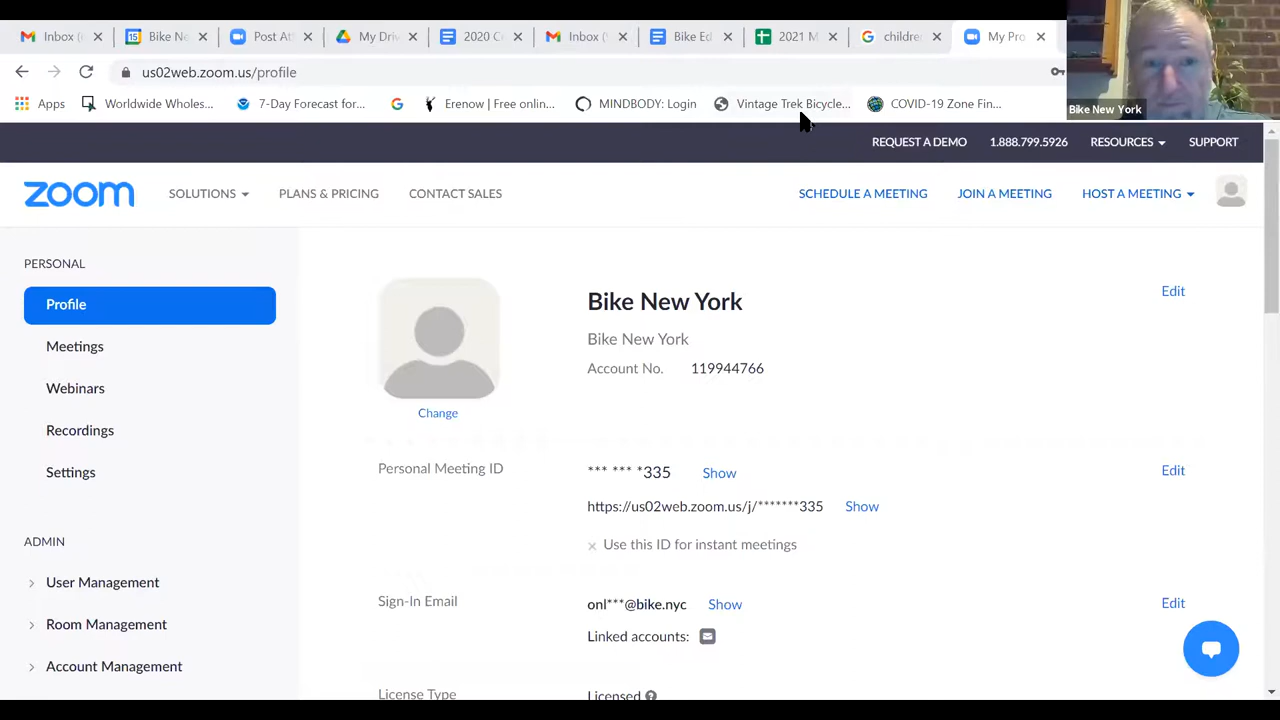 Inbox ( Bike Ne Post At My Driv 2020 C Inbox ( Bike Ed 2021 M childre My Pro
us02web.zoom.us/profile
Apps Worldwide Wholes... 7-Day Forecast for... Erenow | Free onlin... MINDBODY: Login Vintage Trek Bicycle... COVID-19 Zone Fin...
Bike New York
REQUEST A DEMO 1.888.799.5926 RESOURCES SUPPORT
zoom SOLUTIONS PLANS & PRICING CONTACT SALES SCHEDULE A MEETING JOIN A MEETING HOST A MEETING
PERSONAL
Profile
Meetings
Webinars
Recordings
Settings
ADMIN
User Management
Room Management
Account Management
Change
Bike New York Edit
Bike New York
Account No. 119944766
Personal Meeting ID *** *** *335 Show Edit
https://us02web.zoom.us/j/*******335 Show
× Use this ID for instant meetings
Sign-In Email onl***@bike.nyc Show Edit
Linked accounts:
License Type Licensed